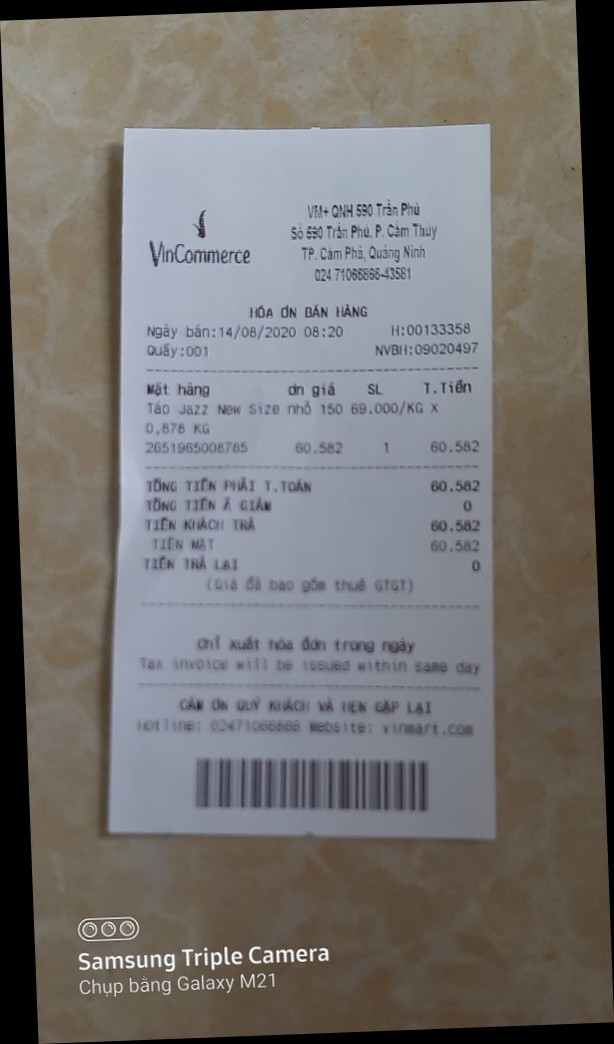 VinCommerce
VM+ QNH 590 Trần Phú
Số 590 Trần Phú, P. Cẩm Thủy
TP. Cẩm Phả, Quảng Ninh
024.71066866-43581
HÓA ƠN BÁN HÀNG
Ngày bán:14/08/2020 08:20 H:00133358
Quầy:001 NVBH:09020497
Mặt hàng ơn giá SL T.Tiền
Táo Jazz New Size nhỏ 150 69.000/KG X
0,878 KG
2651965008785 60.582 1 60.582
TỔNG TIỀN PHẢI T.TOÁN 60.582
TỔNG TIỀN Ã GIẢM 0
TIỀN KHÁCH TRẢ 60.582
TIỀN MẶT 60.582
TIỀN TRẢ LẠI 0
(Giá đã bao gồm thuế GTGT)
Chỉ xuất hóa đơn trong ngày
Tax invoice will be issued within same day
CẢM ƠN QUÝ KHÁCH VÀ HẸN GẶP LẠI
Hotline: 02471066866 Website: vinmart.com
Samsung Triple Camera
Chụp bằng Galaxy M21